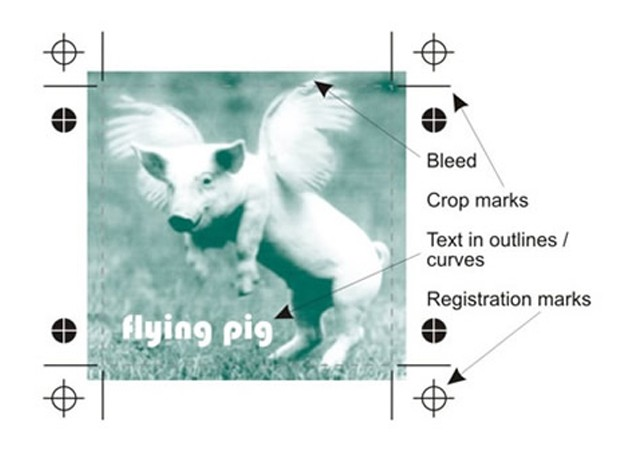 Bleed
Crop marks
Text in outlines /
curves
Registration marks
flying pig